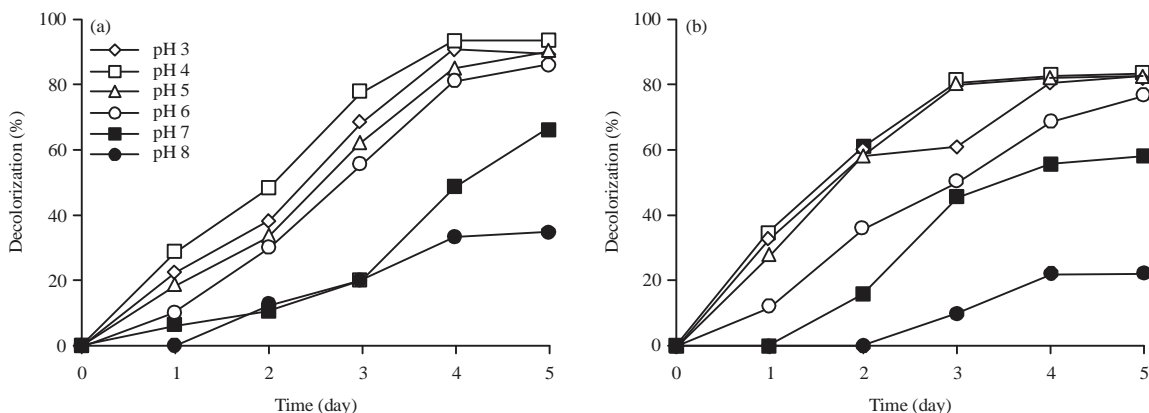 (a)
pH 3
pH 4
pH 5
pH 6
pH 7
pH 8
100
80
60
40
20
0
Decolorization (%)
0 1 2 3 4 5
Time (day)
(b)
100
80
60
40
20
0
Decolorization (%)
0 1 2 3 4 5
Time (day)